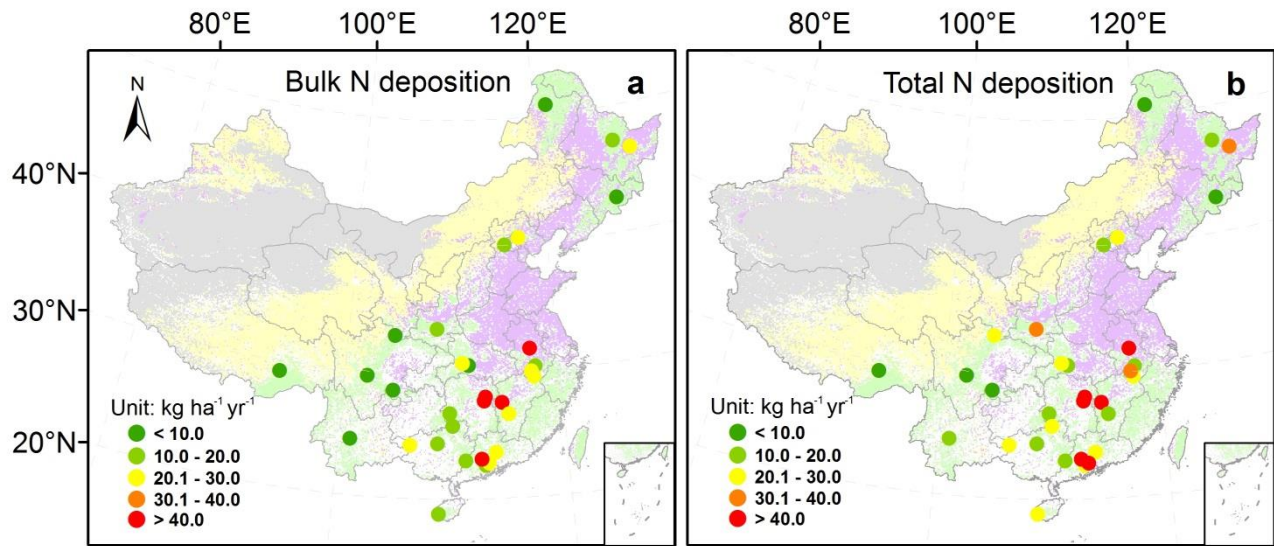 80°E 100°E 120°E 80°E 100°E 120°E
N Bulk N deposition a Total N deposition b
40°N
30°N
20°N
Unit: kg ha⁻¹ yr⁻¹ Unit: kg ha⁻¹ yr⁻¹
< 10.0 < 10.0
10.0 - 20.0 10.0 - 20.0
20.1 - 30.0 20.1 - 30.0
30.1 - 40.0 30.1 - 40.0
> 40.0 > 40.0